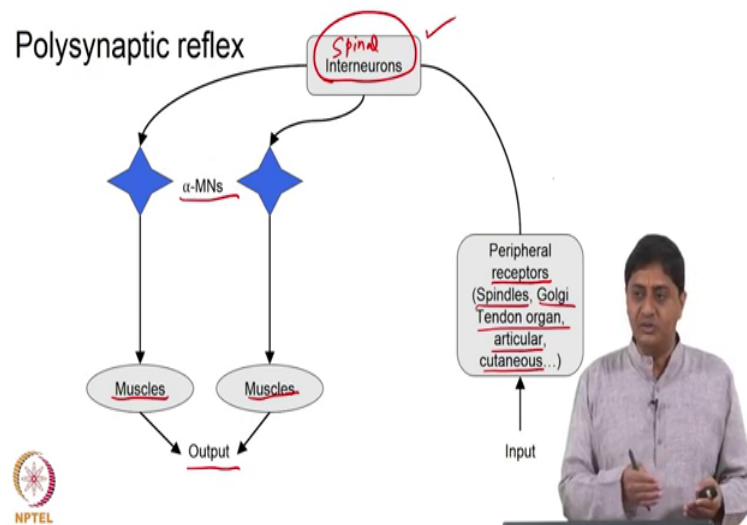 Polysynaptic reflex
Spinal
Interneurons
α-MNs
Peripheral
receptors
(Spindles, Golgi
Tendon organ,
articular,
cutaneous...)
Muscles
Muscles
Output
Input
NPTEL